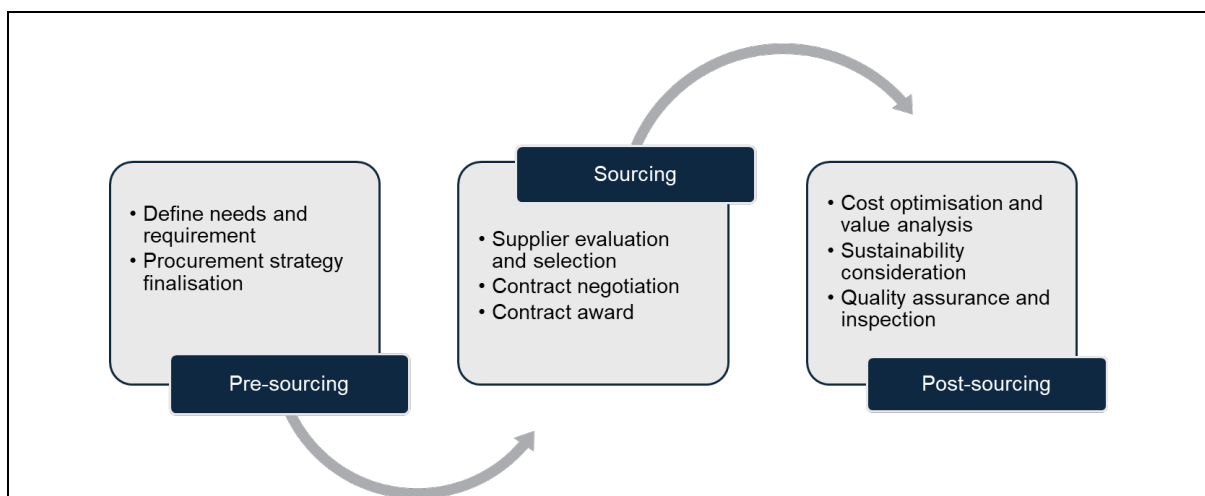 • Define needs and
requirement
• Procurement strategy
finalisation
Pre-sourcing
Sourcing
• Supplier evaluation
and selection
• Contract negotiation
• Contract award
• Cost optimisation and
value analysis
• Sustainability
consideration
• Quality assurance and
inspection
Post-sourcing